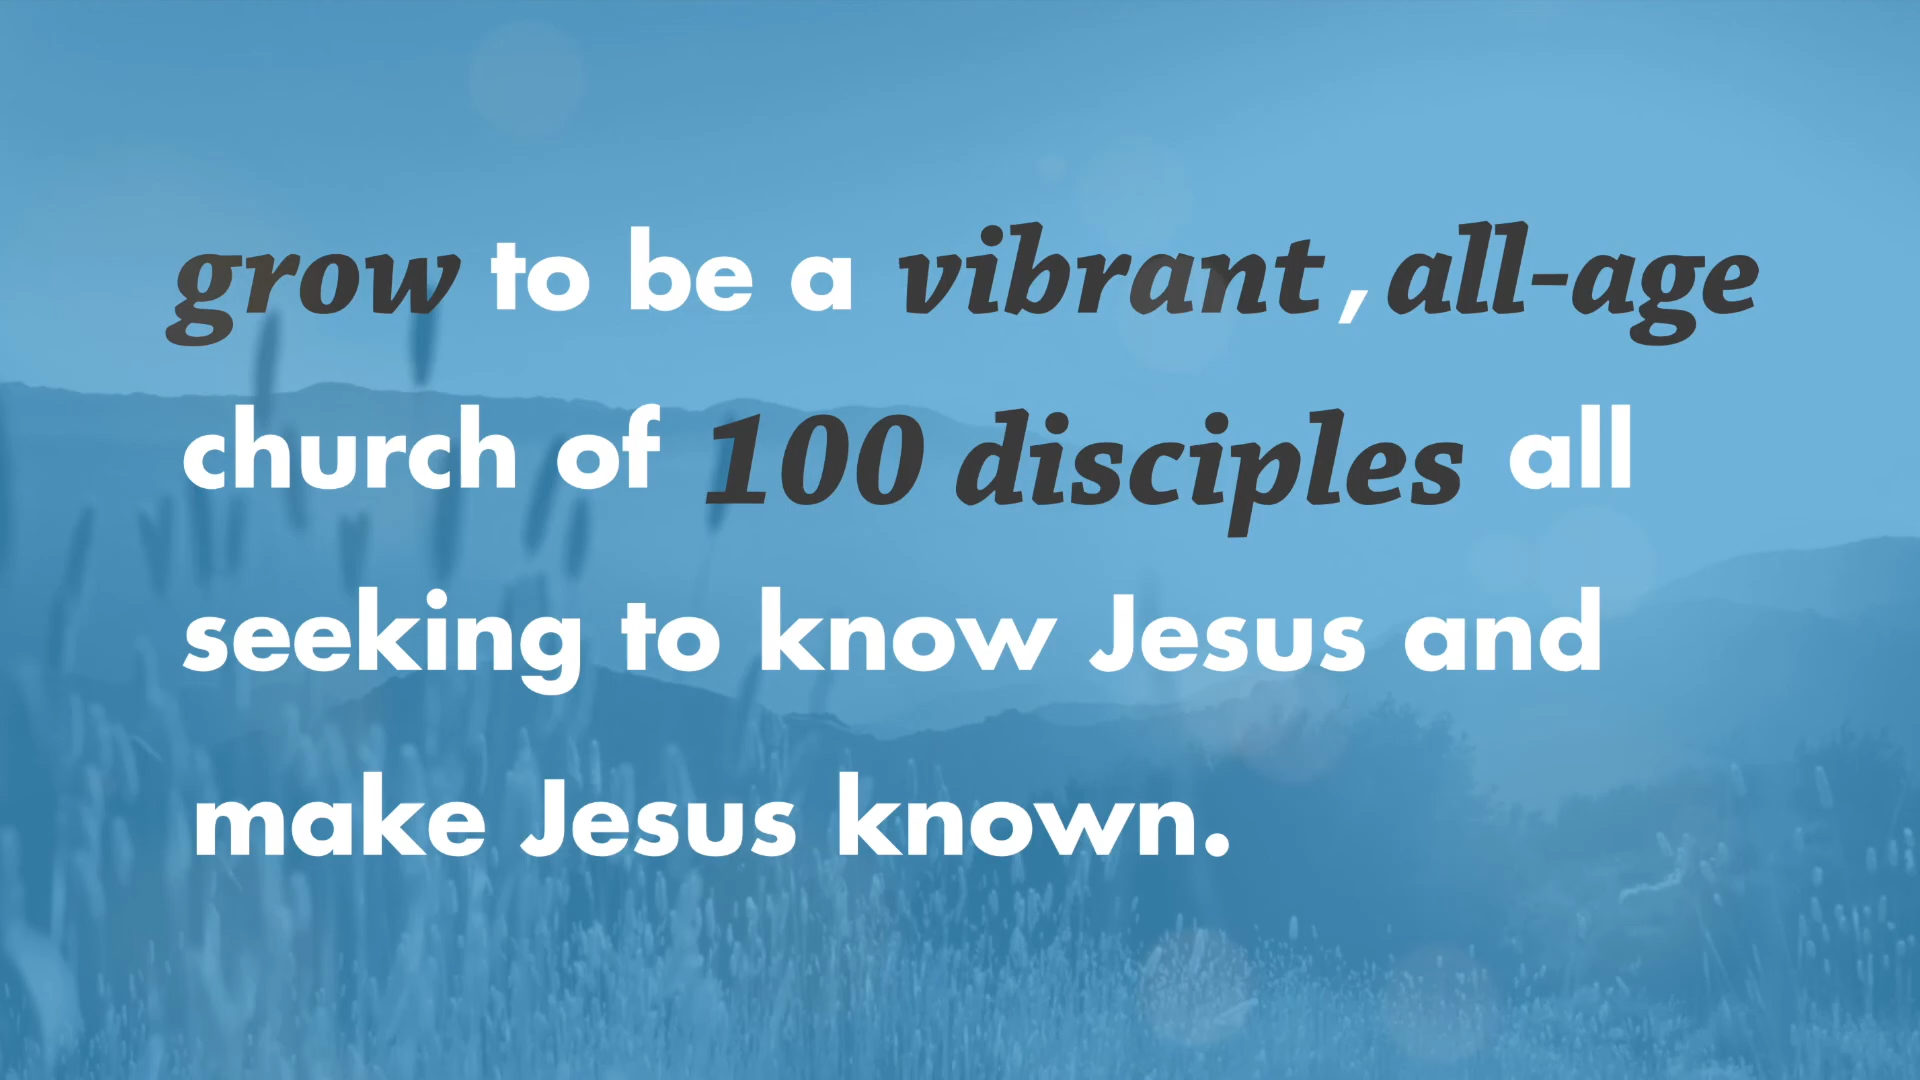 grow to be a vibrant, all-age
church of 100 disciples all
seeking to know Jesus and
make Jesus known.